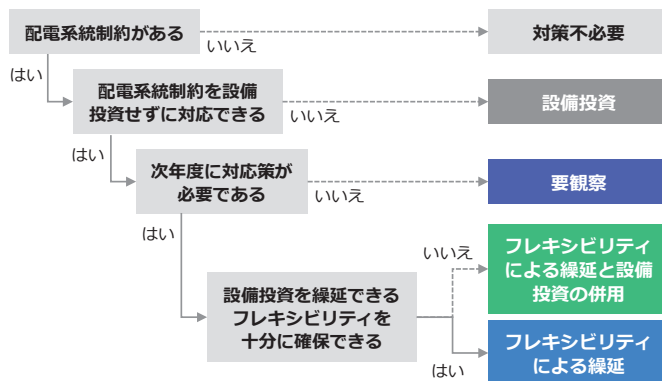 配電系統制約がある
いいえ
対策不必要
はい
配電系統制約を設備
投資せずに対応できる
いいえ
設備投資
はい
次年度に対応策が
必要である
いいえ
要観察
はい
設備投資を繰延できる
フレキシビリティを
十分に確保できる
いいえ
フレキシビリティ
による繰延と設備
投資の併用
はい
フレキシビリティ
による繰延